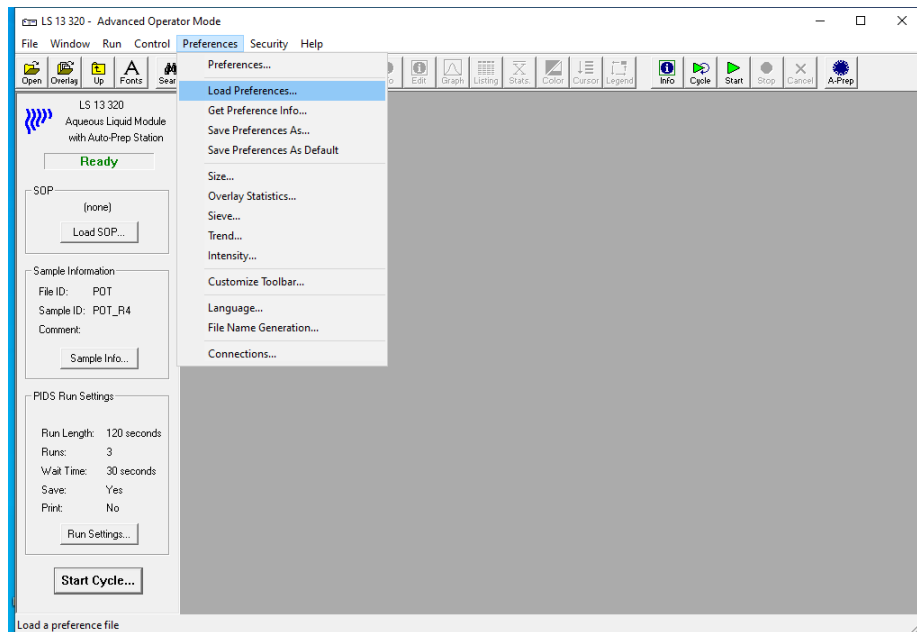 LS 13 320 - Advanced Operator Mode
File Window Run Control Preferences Security Help
Open Overlay Up Fonts Edit Graph Listing Stats. Color Cursor Legend Info Cycle Start Stop Cancel A-Prep
Preferences...
Load Preferences...
Get Preference Info...
Save Preferences As...
Save Preferences As Default
Size...
Overlay Statistics...
Sieve...
Trend...
Intensity...
Customize Toolbar...
Language...
File Name Generation...
Connections...
LS 13 320
Aqueous Liquid Module
with Auto-Prep Station
Ready
SOP
(none)
Load SOP...
Sample Information
File ID: POT
Sample ID: POT_R4
Comment:
Sample Info...
PIDS Run Settings
Run Length: 120 seconds
Runs: 3
Wait Time: 30 seconds
Save: Yes
Print: No
Run Settings...
Start Cycle...
Load a preference file